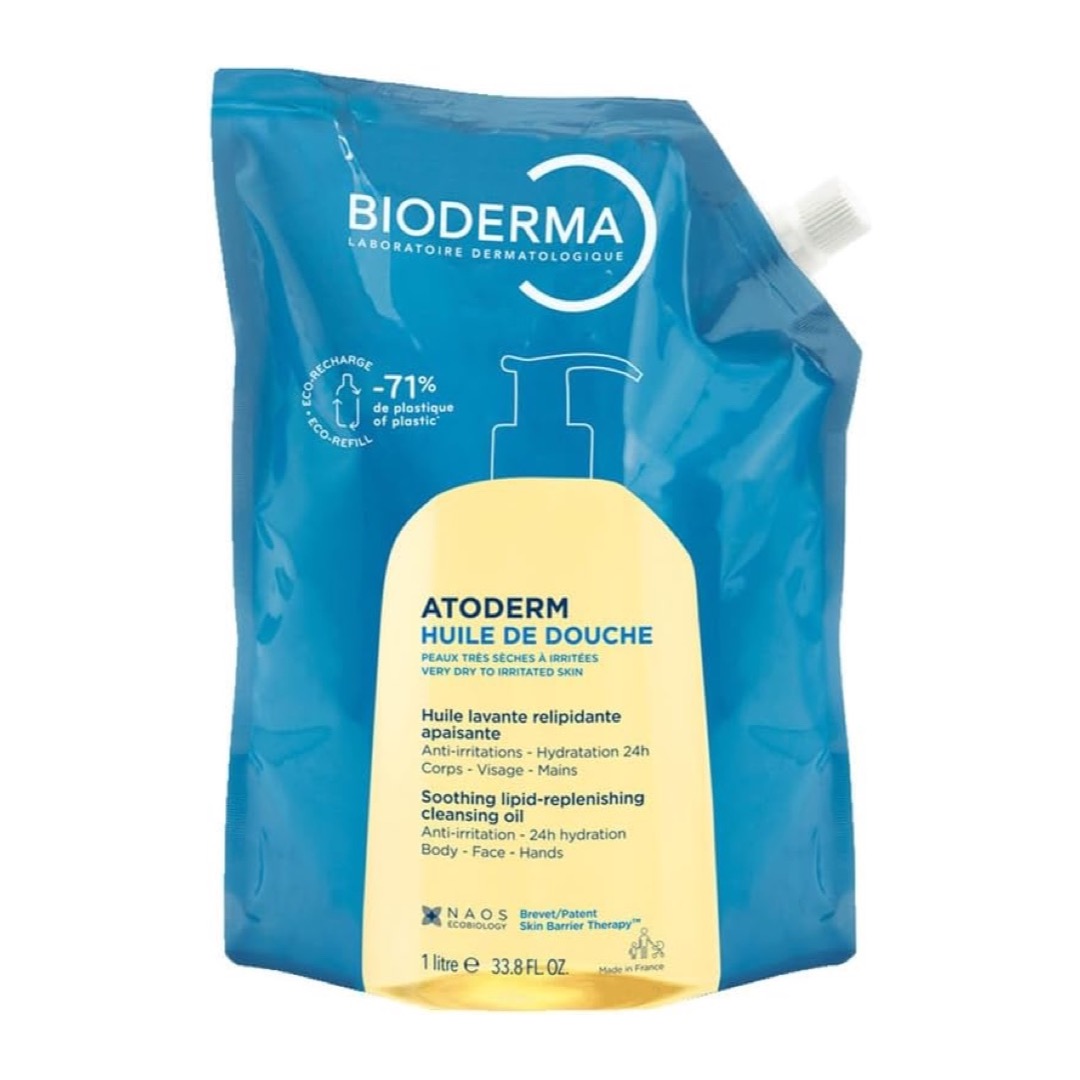 BIODERMA
LABORATOIRE DERMATOLOGIQUE
ECO-RECHARGE
• ECO-REFILL
-71%
de plastique
of plastic*
ATODERM
HUILE DE DOUCHE
PEAUX TRÈS SÈCHES À IRRITÉES
VERY DRY TO IRRITATED SKIN
Huile lavante relipidante
apaisante
Anti-irritations - Hydratation 24h
Corps - Visage - Mains
Soothing lipid-replenishing
cleansing oil
Anti-irritation - 24h hydration
Body - Face - Hands
NAOS
ECOBIOLOGY
Brevet/Patent
Skin Barrier Therapy™
1 litre ℮ 33.8 FL. OZ.
Made in France